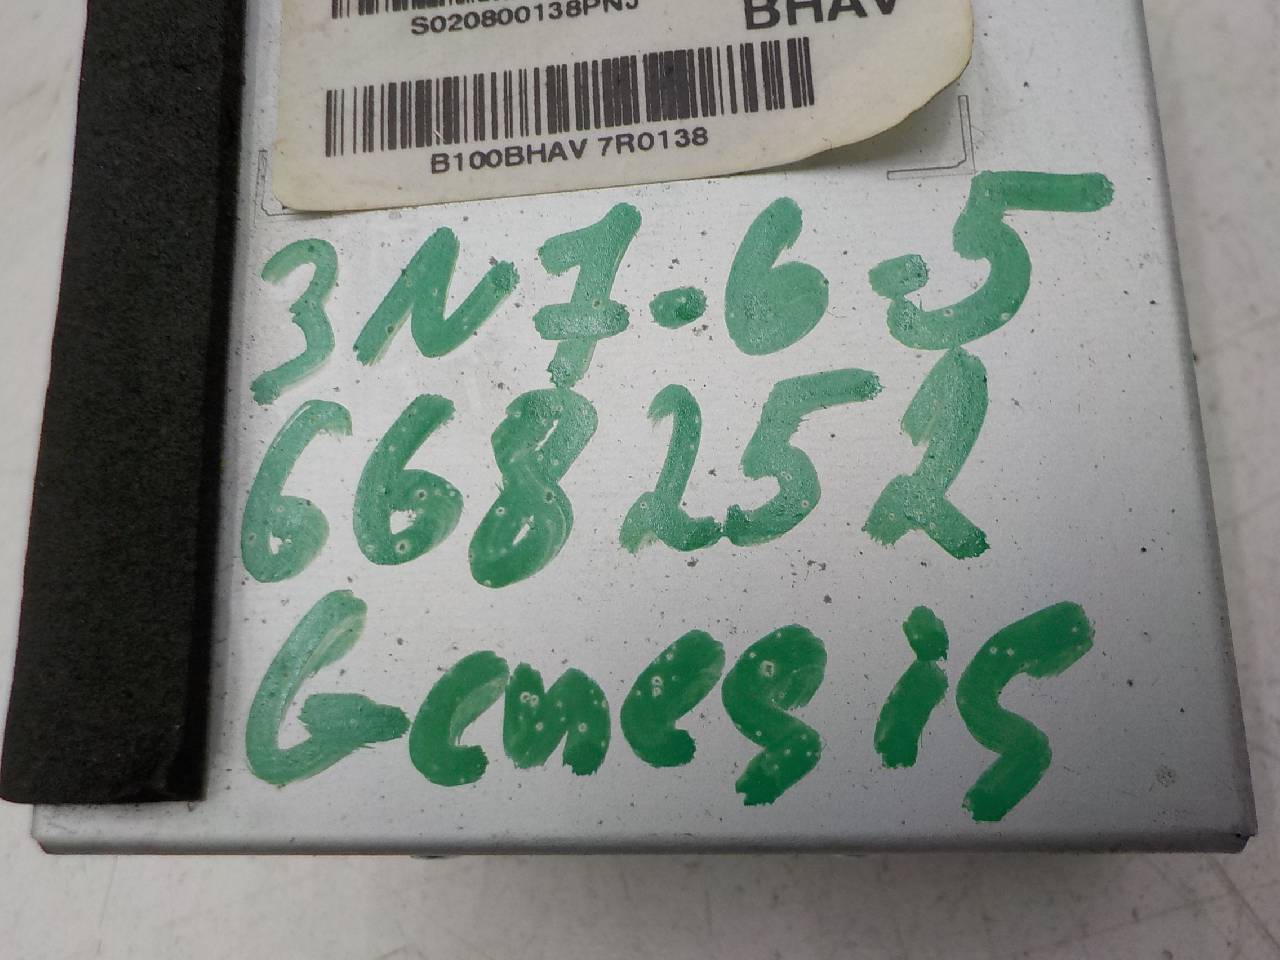 S020800138PNJ
BHAV
B100BHAV 7R0138
3N7.6.5
668252
Genesis